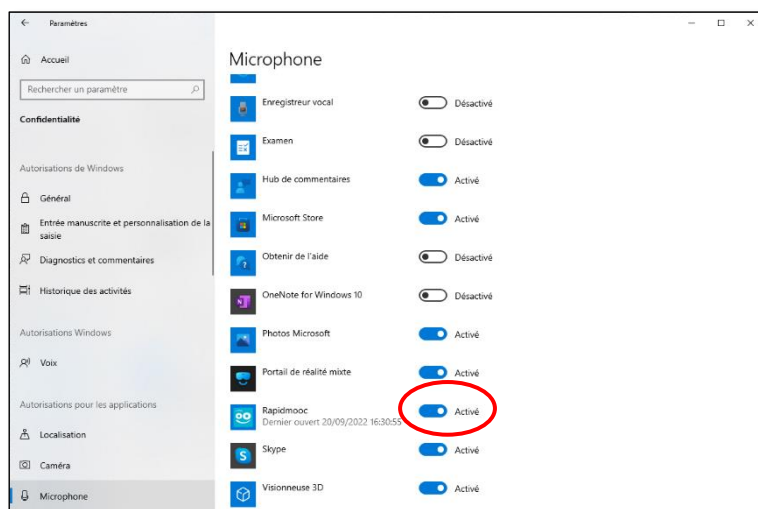 Paramètres
Accueil
Rechercher un paramètre
Confidentialité
Autorisations de Windows
Général
Entrée manuscrite et personnalisation de la
saisie
Diagnostics et commentaires
Historique des activités
Autorisations Windows
Voix
Autorisations pour les applications
Localisation
Caméra
Microphone
Microphone
Enregistreur vocal
Désactivé
Examen
Désactivé
Hub de commentaires
Activé
Microsoft Store
Activé
Obtenir de l'aide
Désactivé
OneNote for Windows 10
Désactivé
Photos Microsoft
Activé
Portail de réalité mixte
Activé
Rapidmooc
Activé
Dernier ouvert 20/09/2022 16:30:55
Skype
Activé
Visionneuse 3D
Activé